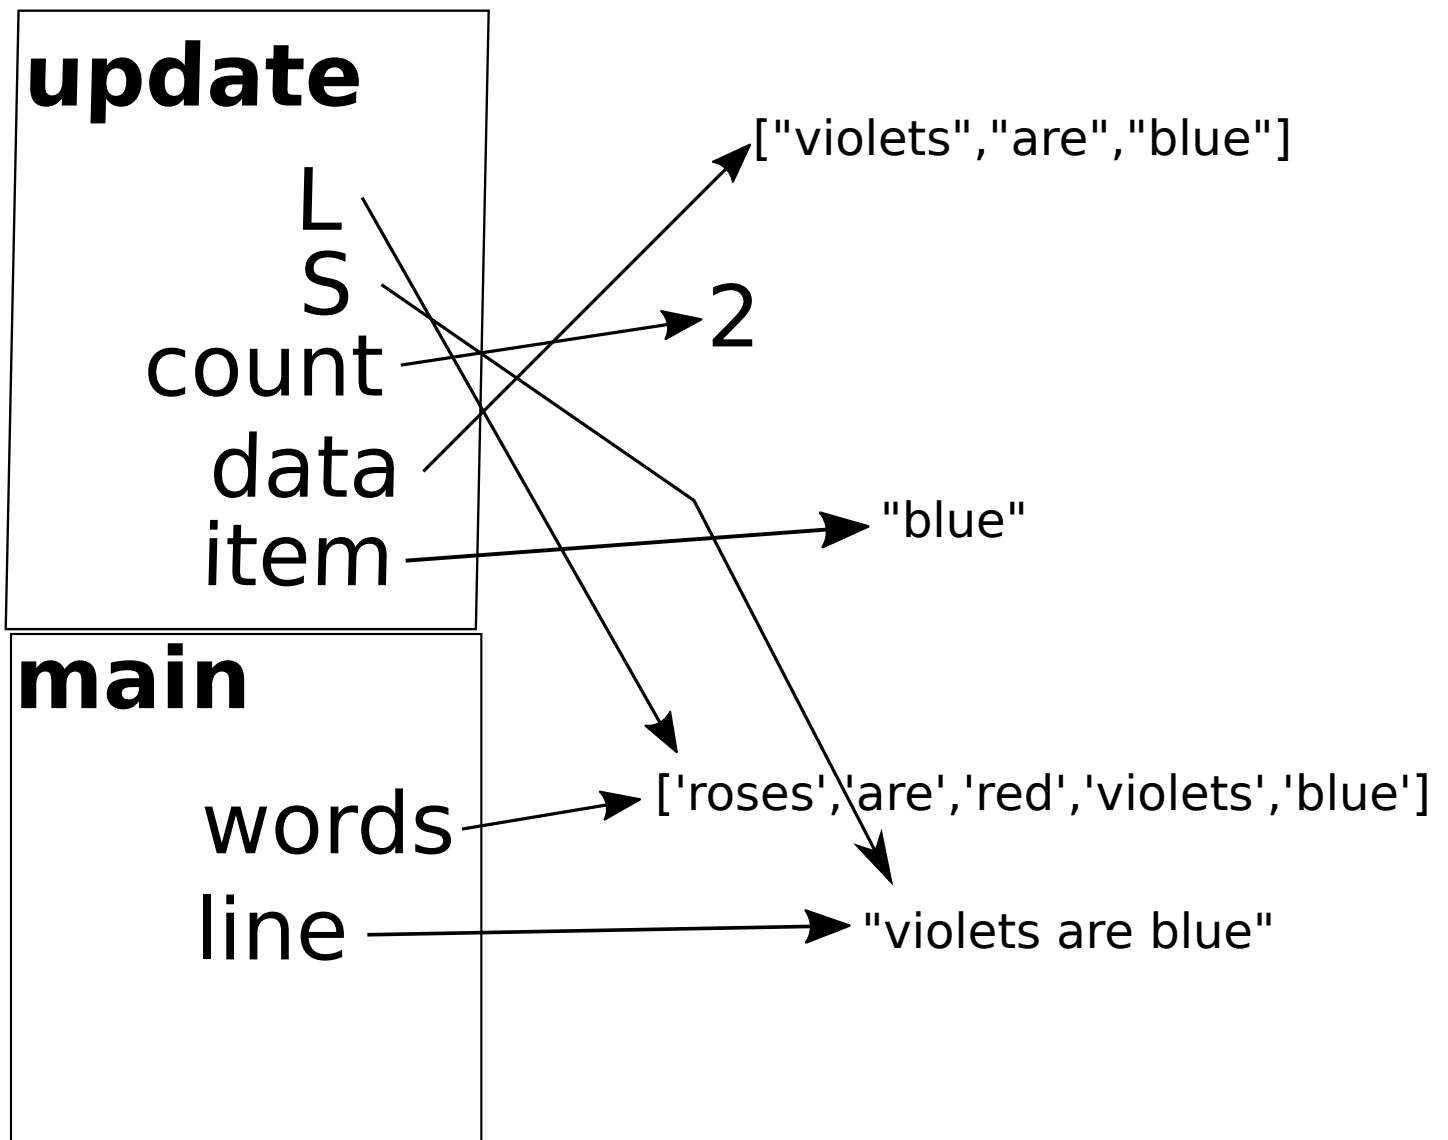 update
["violets","are","blue"]
L
S
2
count
data
"blue"
item
main
['roses','are','red','violets','blue']
words
line
"violets are blue"